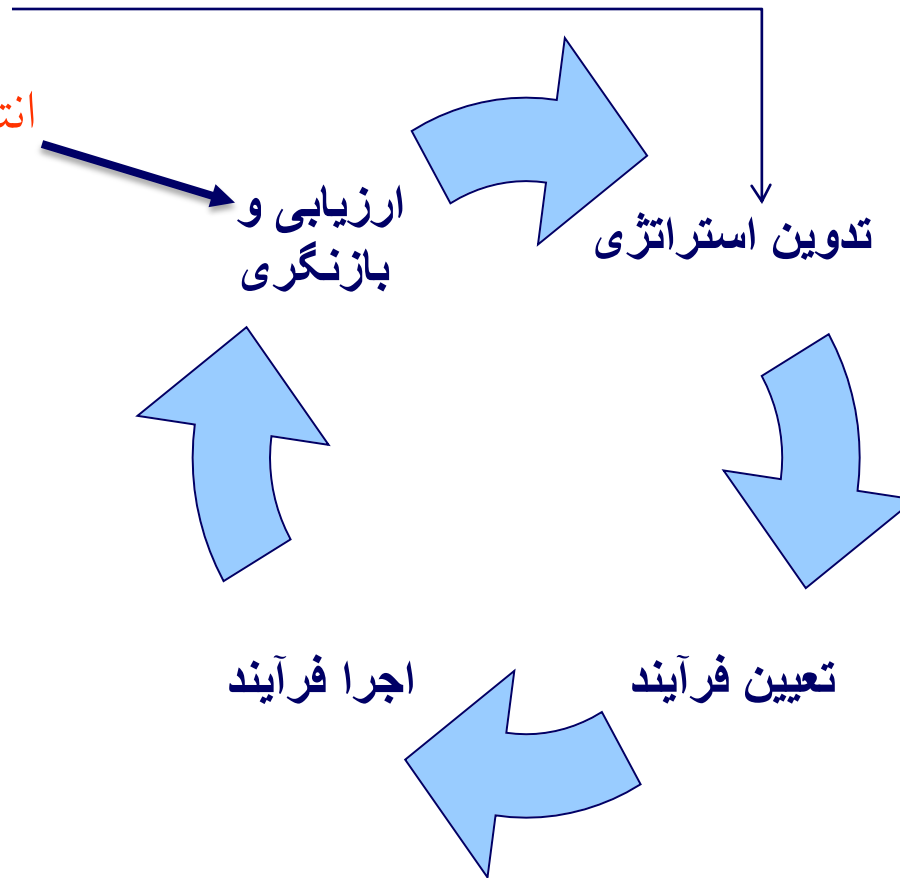 ارزیابی و
بازنگری
تدوین استراتژی
تعیین فرآیند
اجرا فرآیند